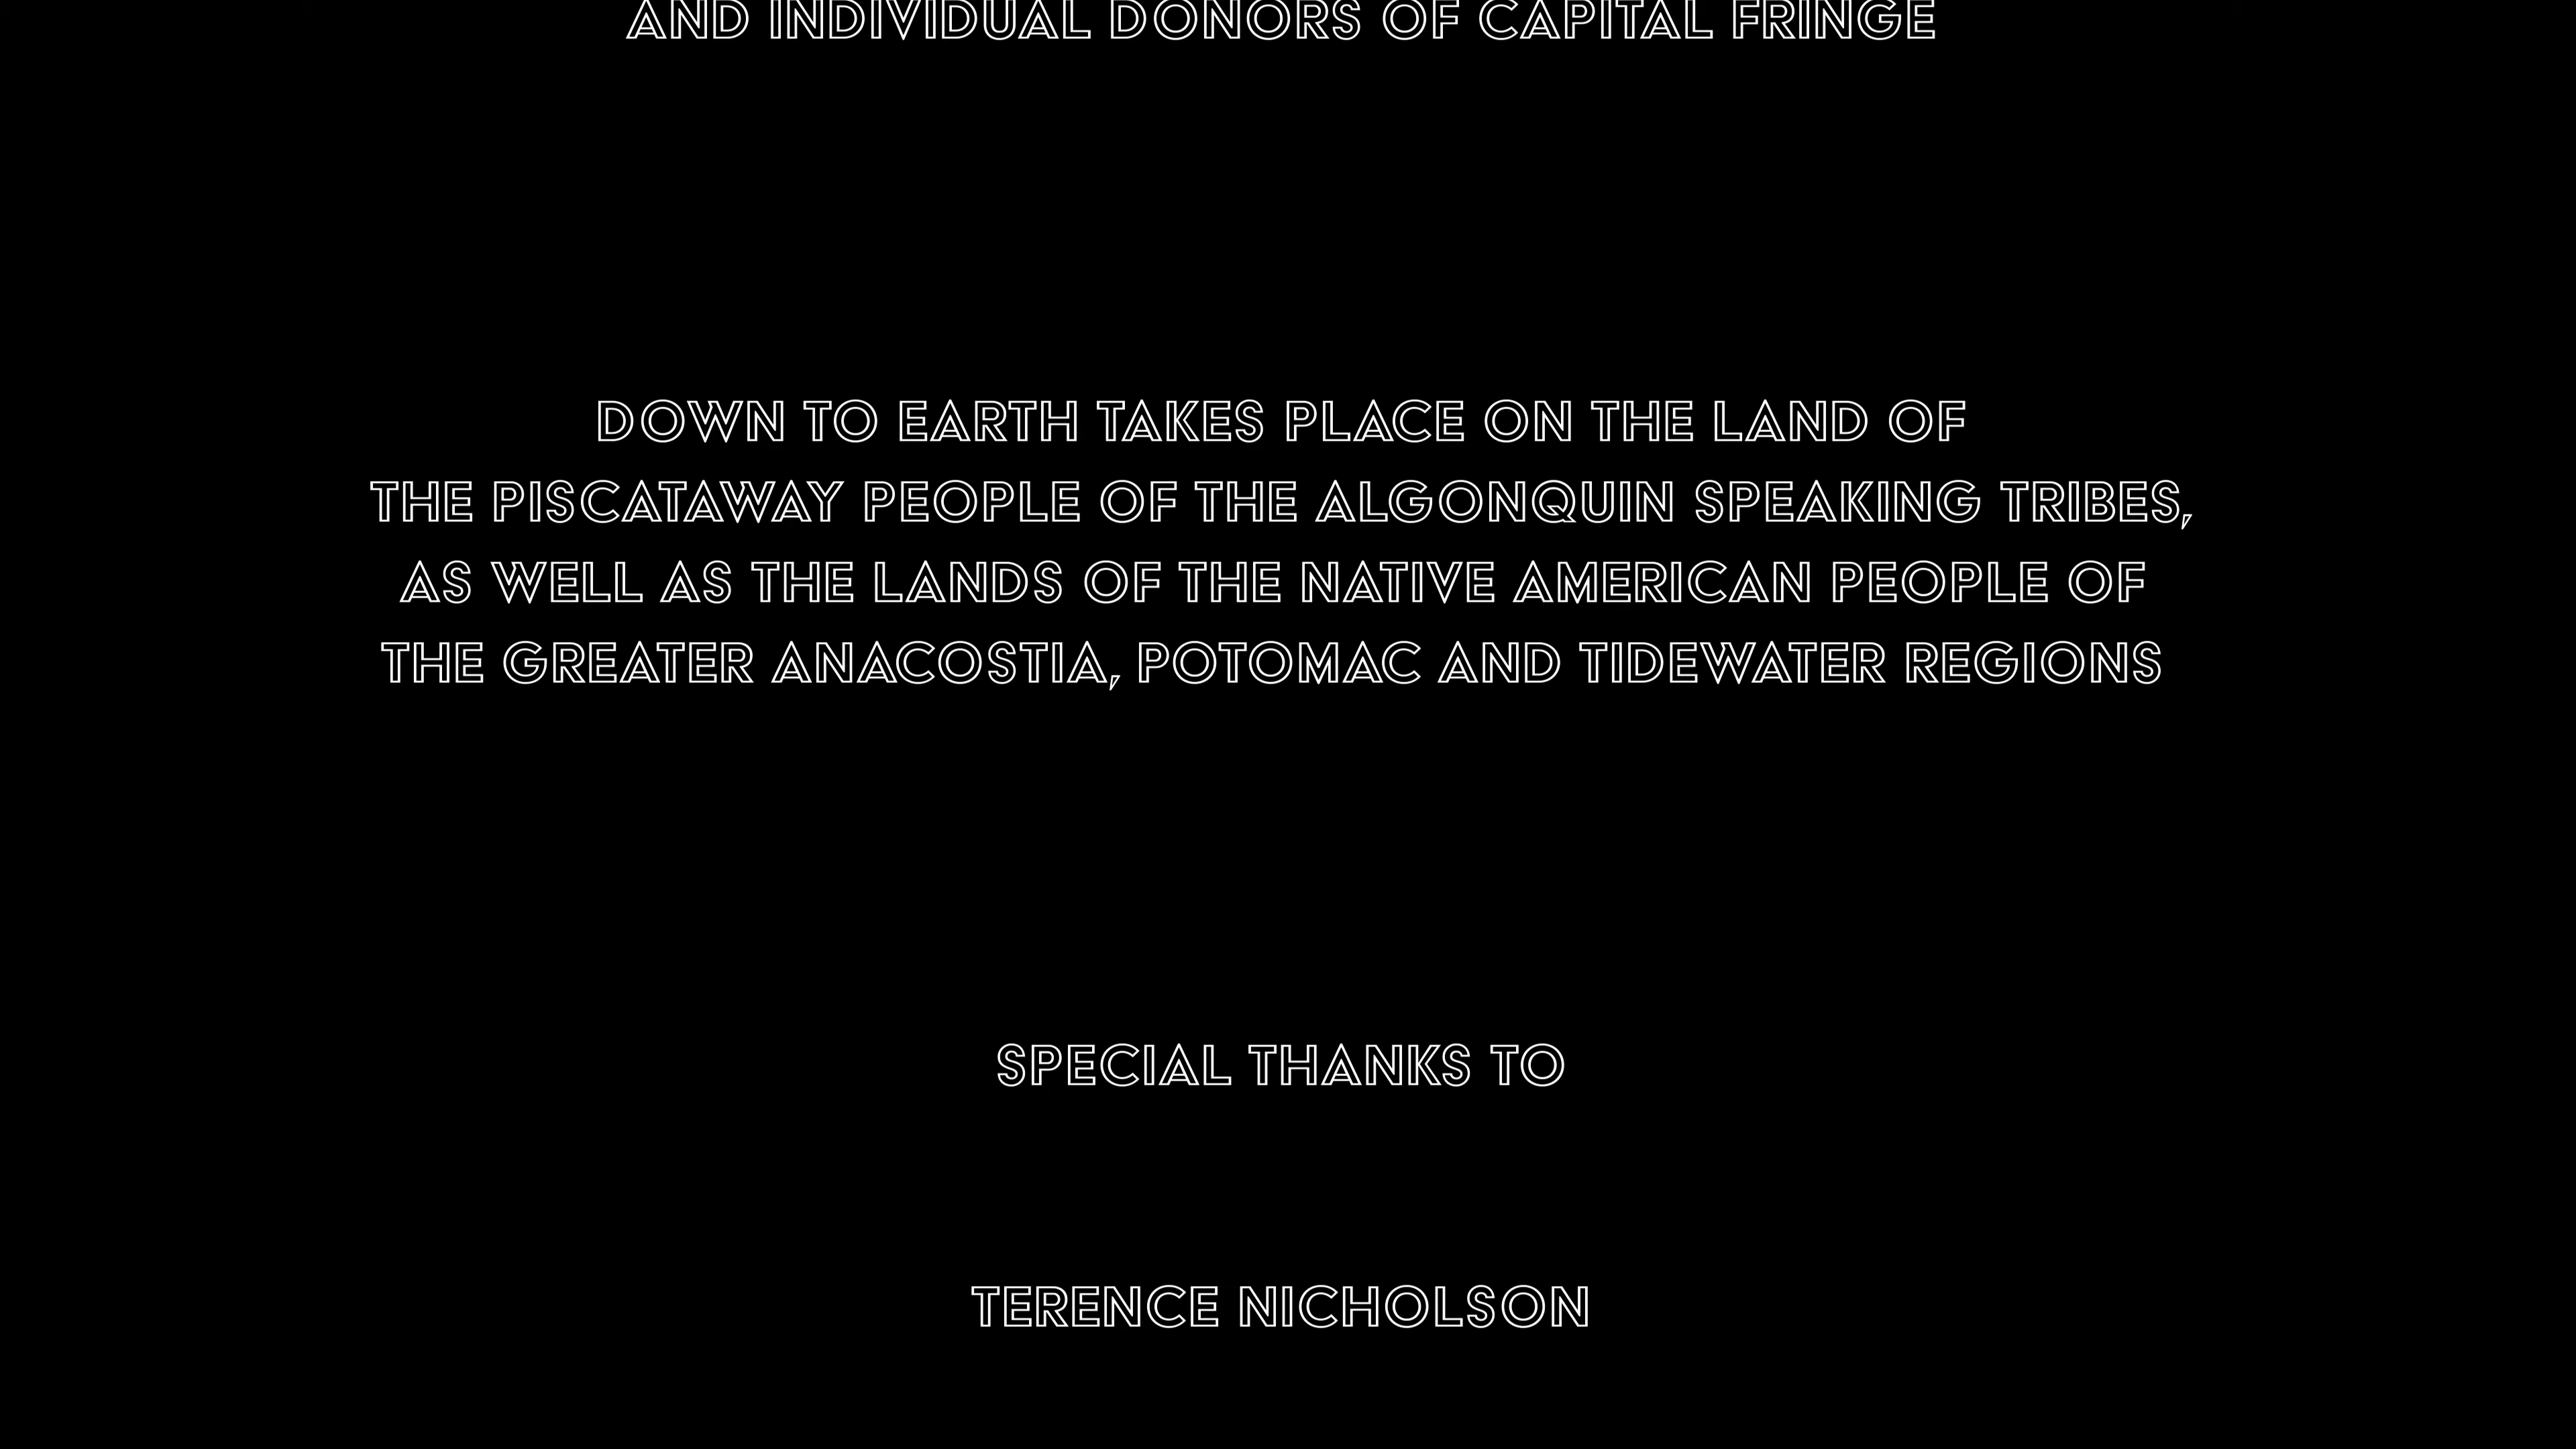 AND INDIVIDUAL DONORS OF CAPITAL FRINGE
DOWN TO EARTH TAKES PLACE ON THE LAND OF
THE PISCATAWAY PEOPLE OF THE ALGONQUIN SPEAKING TRIBES,
AS WELL AS THE LANDS OF THE NATIVE AMERICAN PEOPLE OF
THE GREATER ANACOSTIA, POTOMAC AND TIDEWATER REGIONS
SPECIAL THANKS TO
TERENCE NICHOLSON